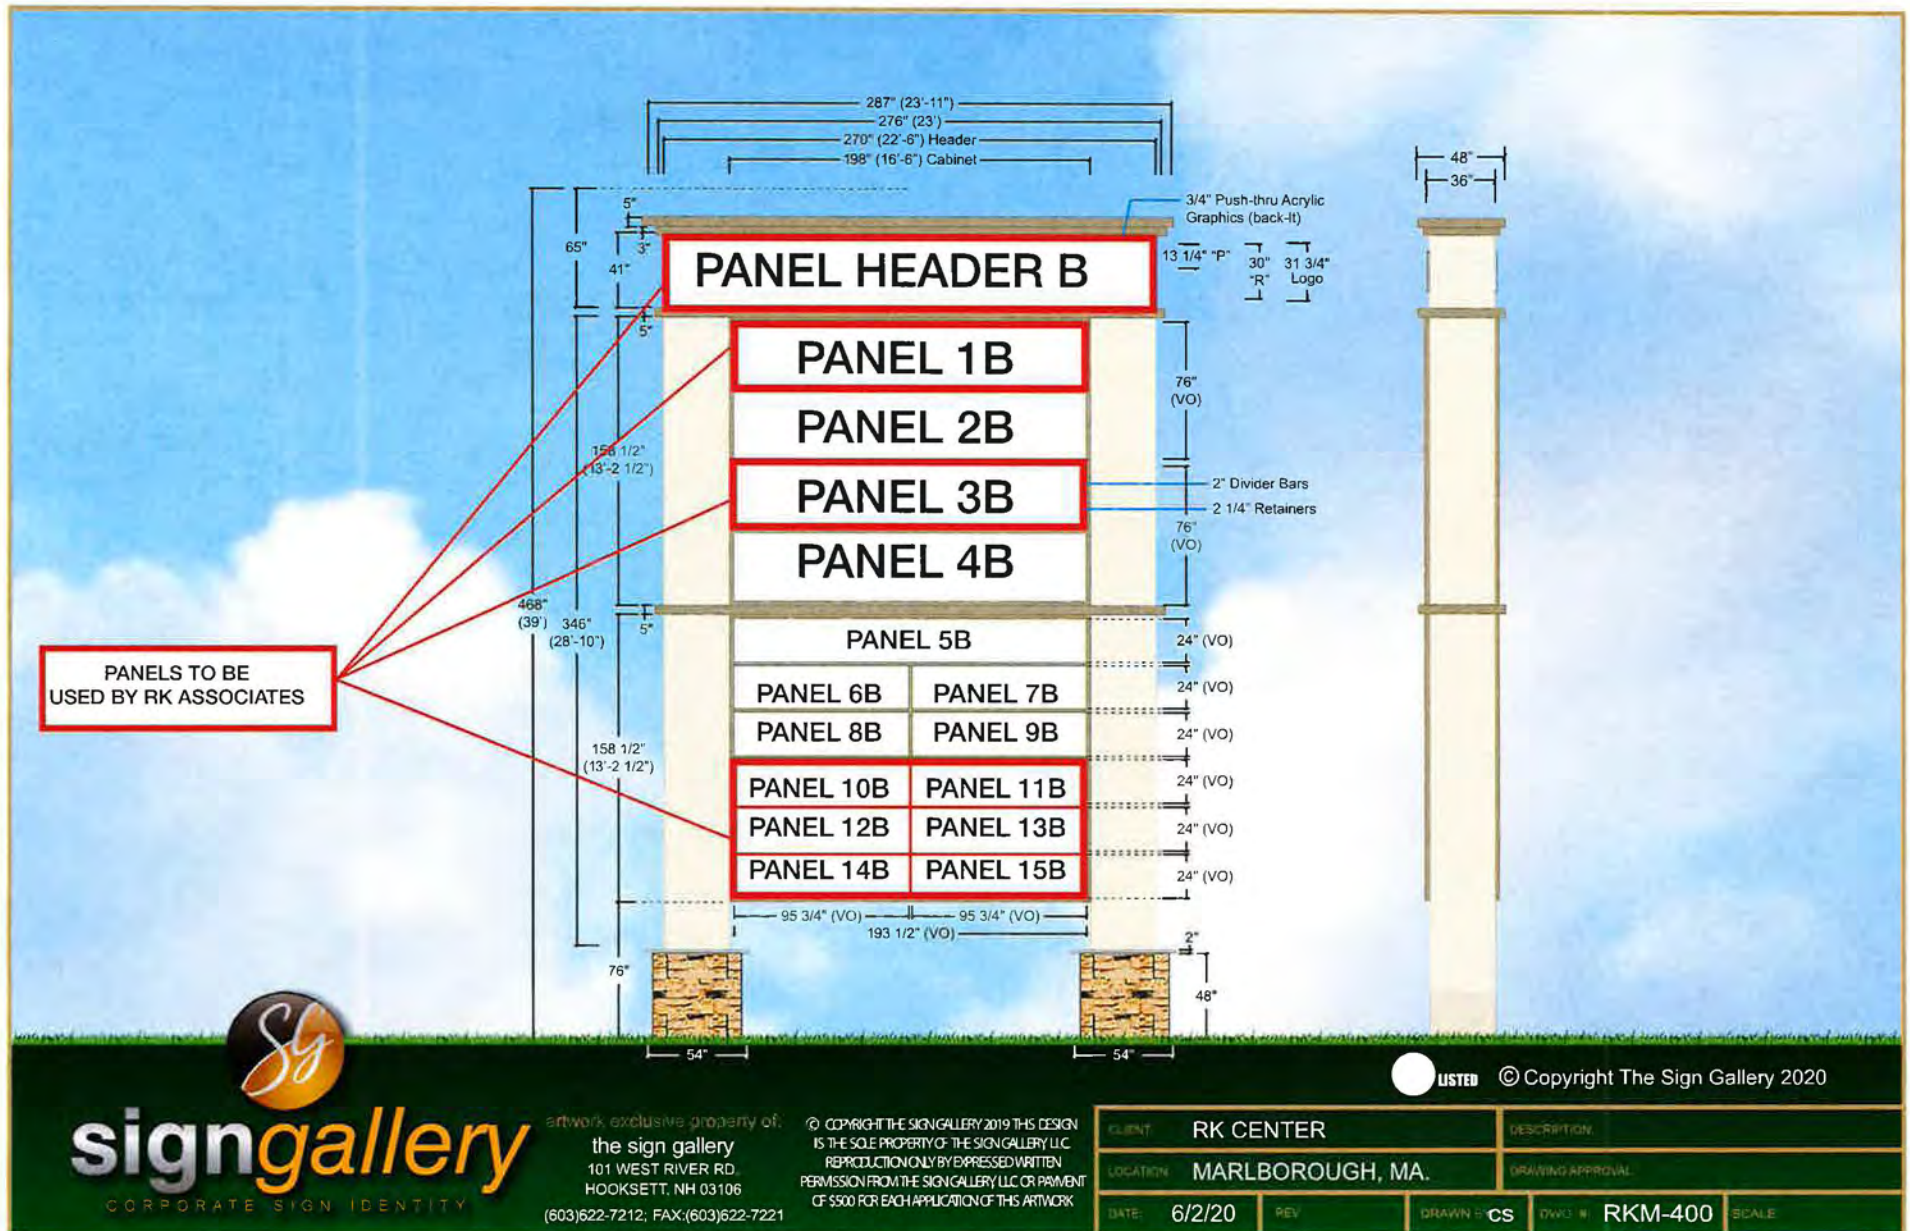 287" (23'-11")
276" (23')
270" (22'-6") Header
198" (16'-6") Cabinet
48"
36"
3/4" Push-thru Acrylic
Graphics (back-lt)
5"
65"
3"
41"
PANEL HEADER B
13 1/4" "P"
30"
"R"
31 3/4"
Logo
5"
PANEL 1B
76"
(VO)
PANEL 2B
158 1/2"
(13'-2 1/2")
PANEL 3B
2" Divider Bars
2 1/4" Retainers
76"
(VO)
PANEL 4B
468"
(39')
346"
(28'-10")
5"
PANEL 5B
24" (VO)
PANELS TO BE
USED BY RK ASSOCIATES
PANEL 6B PANEL 7B
24" (VO)
PANEL 8B PANEL 9B
24" (VO)
158 1/2"
(13'-2 1/2")
PANEL 10B PANEL 11B
24" (VO)
PANEL 12B PANEL 13B
24" (VO)
PANEL 14B PANEL 15B
24" (VO)
95 3/4" (VO) 95 3/4" (VO)
193 1/2" (VO)
2"
76"
48"
54" 54"
SG
signgallery
CORPORATE SIGN IDENTITY
artwork exclusive property of:
the sign gallery
101 WEST RIVER RD.
HOOKSETT, NH 03106
(603)622-7212; FAX:(603)622-7221
© COPYRIGHT THE SIGN GALLERY 2019 THIS DESIGN
IS THE SOLE PROPERTY OF THE SIGN GALLERY LLC
REPRODUCTION ONLY BY EXPRESSED WRITTEN
PERMISSION FROM THE SIGN GALLERY LLC OR PAYMENT
OF $500 FOR EACH APPLICATION OF THIS ARTWORK
LISTED © Copyright The Sign Gallery 2020
CLIENT: RK CENTER DESCRIPTION:
LOCATION: MARLBOROUGH, MA. DRAWING APPROVAL:
DATE: 6/2/20 REV: DRAWN BY: CS DWG #: RKM-400 SCALE: